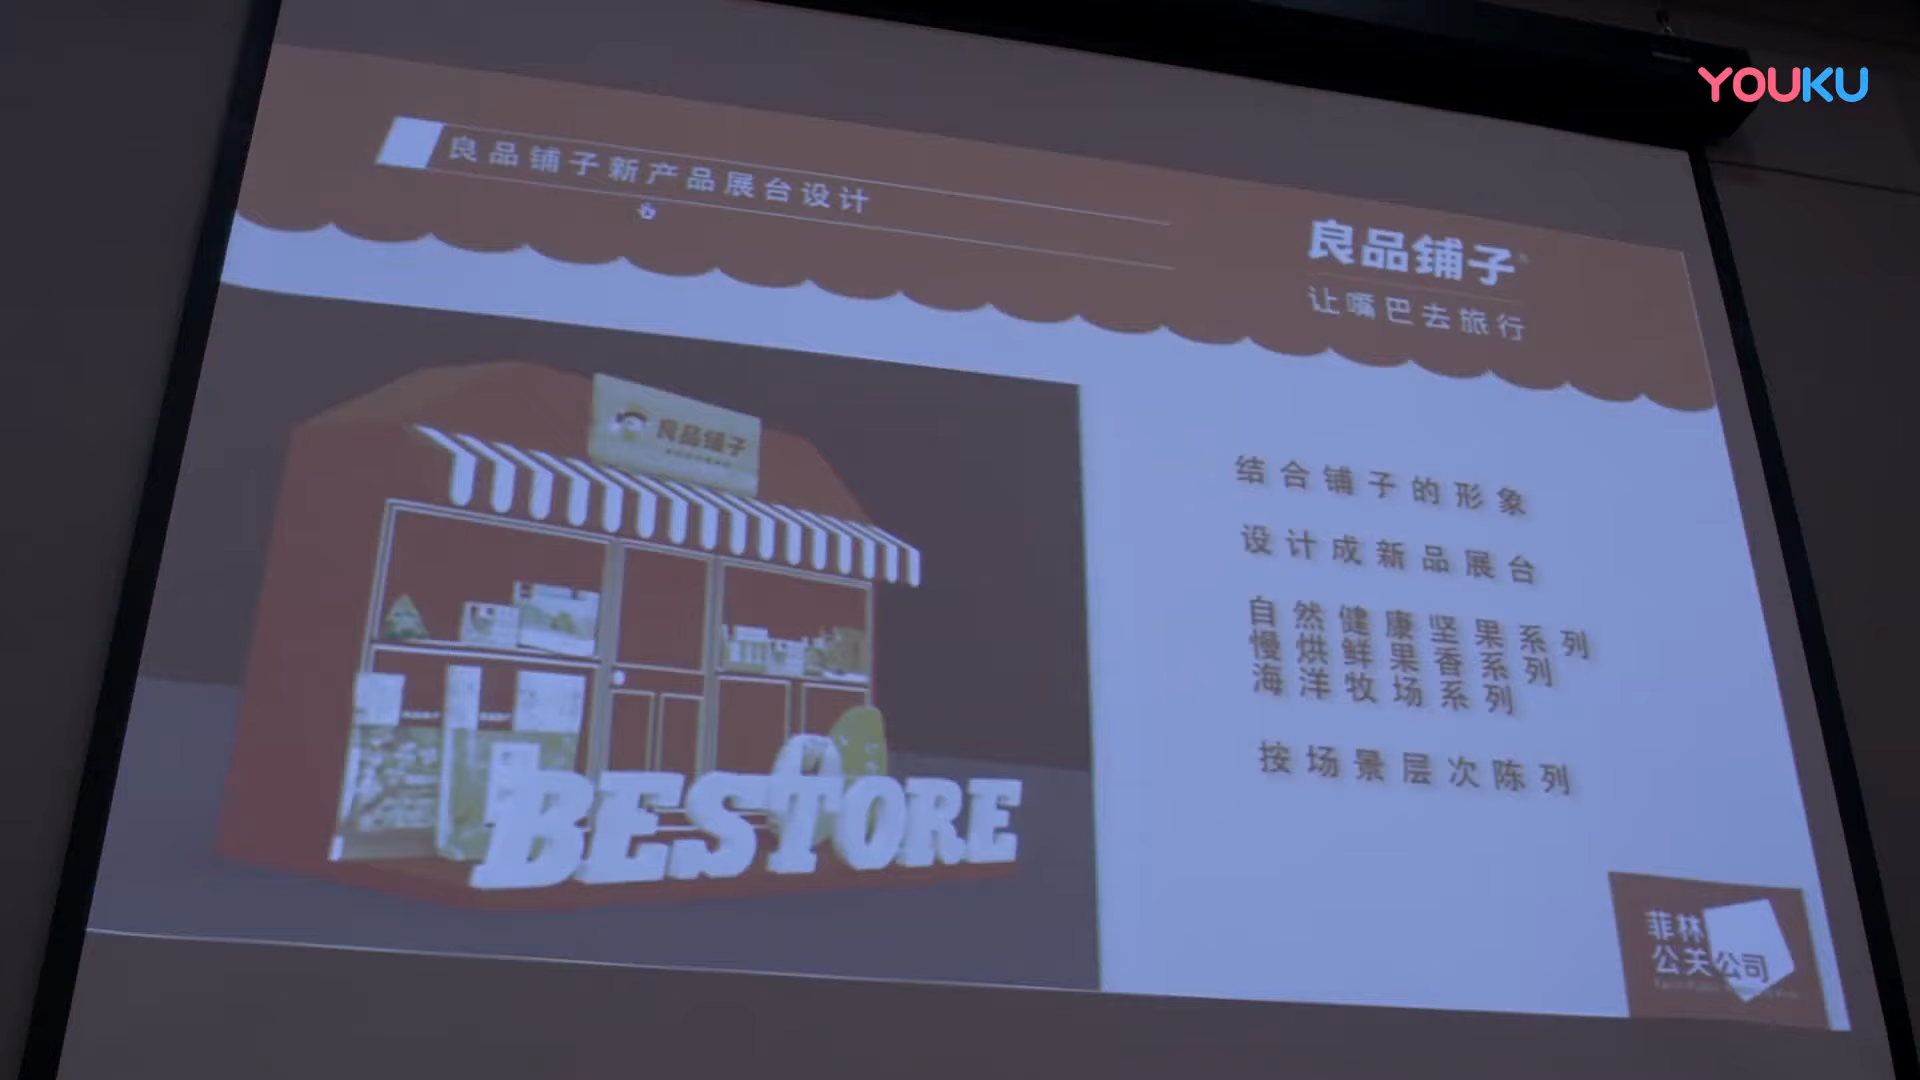 YOUKU
良品铺子新产品展台设计
良品铺子
让嘴巴去旅行
良品铺子
结合铺子的形象
设计成新品展台
自然健康坚果系列
慢烘鲜果香系列
海洋牧场系列
按场景层次陈列
BESTORE
菲林
公关公司